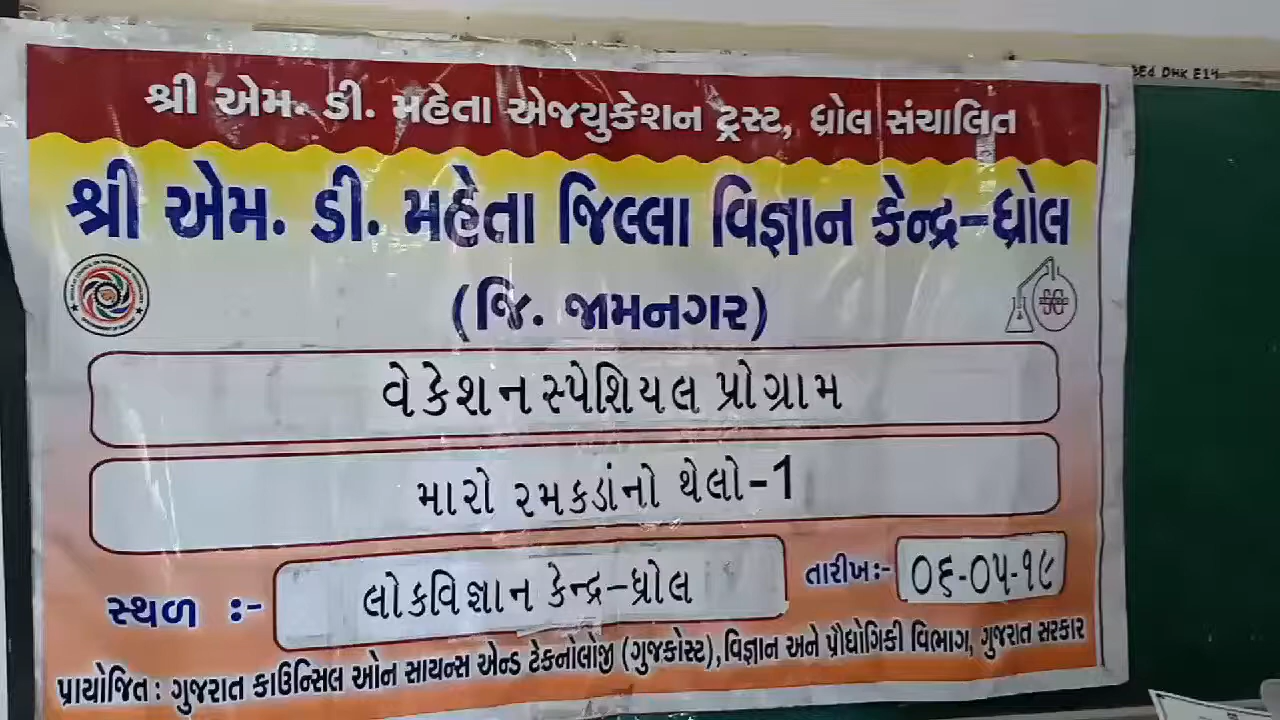 શ્રી એમ. ડી. મહેતા એજયુકેશન ટ્રસ્ટ, ધ્રોલ સંચાલિત
શ્રી એમ. ડી. મહેતા જિલ્લા વિજ્ઞાન કેન્દ્ર-ધ્રોલ
(જિ. જામનગર)
વેકેશન સ્પેશિયલ પ્રોગ્રામ
મારો રમકડાંનો થેલો-1
સ્થળ :- લોકવિજ્ઞાન કેન્દ્ર-ધ્રોલ તારીખ:- ૦૬-૦૫-૧૯
પ્રાયોજિત : ગુજરાત કાઉન્સિલ ઓન સાયન્સ એન્ડ ટેકનોલોજી (ગુજકોસ્ટ), વિજ્ઞાન અને પ્રૌદ્યોગિકી વિભાગ, ગુજરાત સરકાર